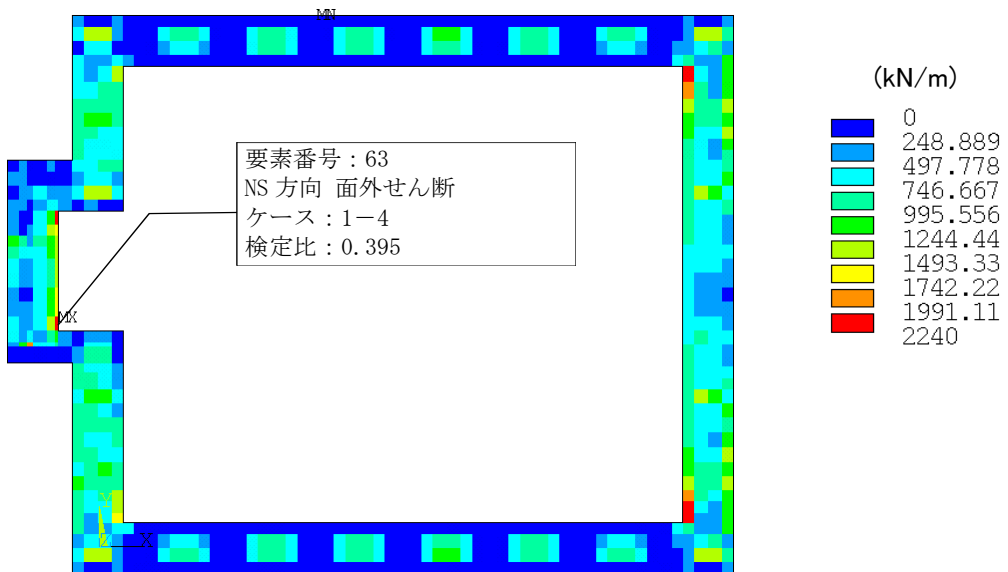 MN
(kN/m)
0
248.889
497.778
746.667
995.556
1244.44
1493.33
1742.22
1991.11
2240
要素番号：63
NS 方向 面外せん断
ケース：1－4
検定比：0.395
MX
Y
Z
X